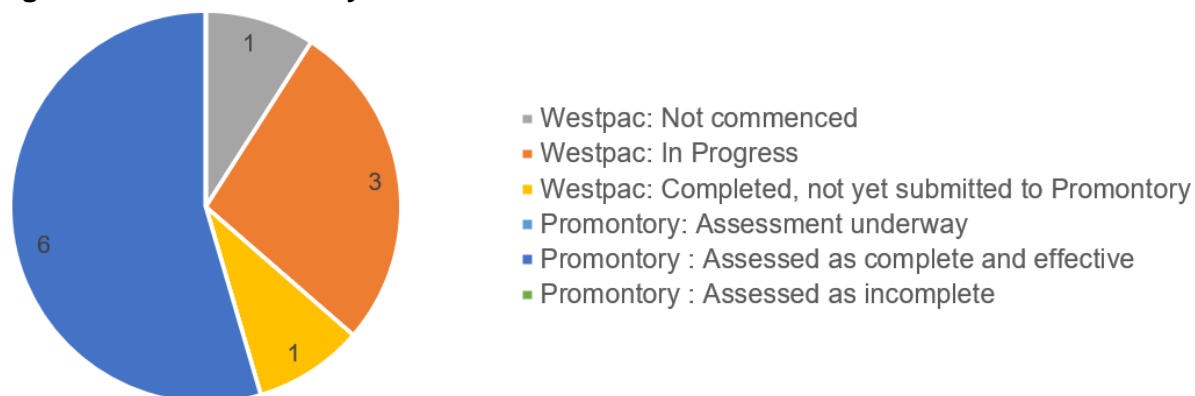 1
3
1
6
Westpac: Not commenced
Westpac: In Progress
Westpac: Completed, not yet submitted to Promontory
Promontory: Assessment underway
Promontory : Assessed as complete and effective
Promontory : Assessed as incomplete